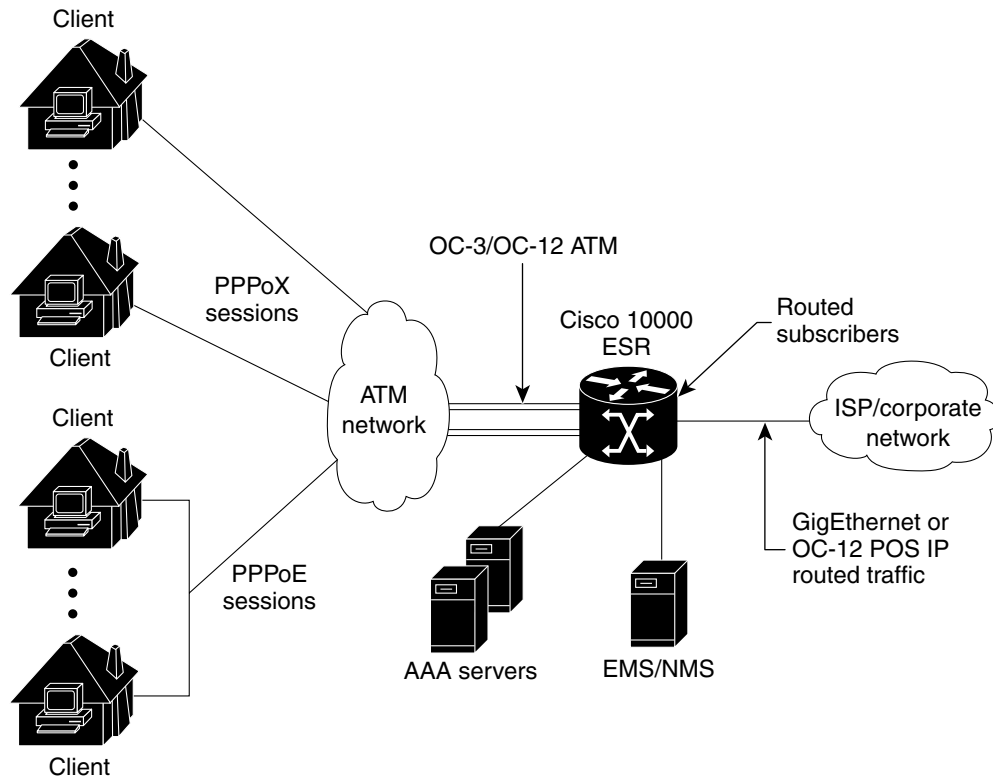 Client
Client
PPPoX
sessions
Client
PPPoE
sessions
Client
ATM
network
OC-3/OC-12 ATM
Cisco 10000
ESR
Routed
subscribers
ISP/corporate
network
GigEthernet or
OC-12 POS IP
routed traffic
AAA servers
EMS/NMS